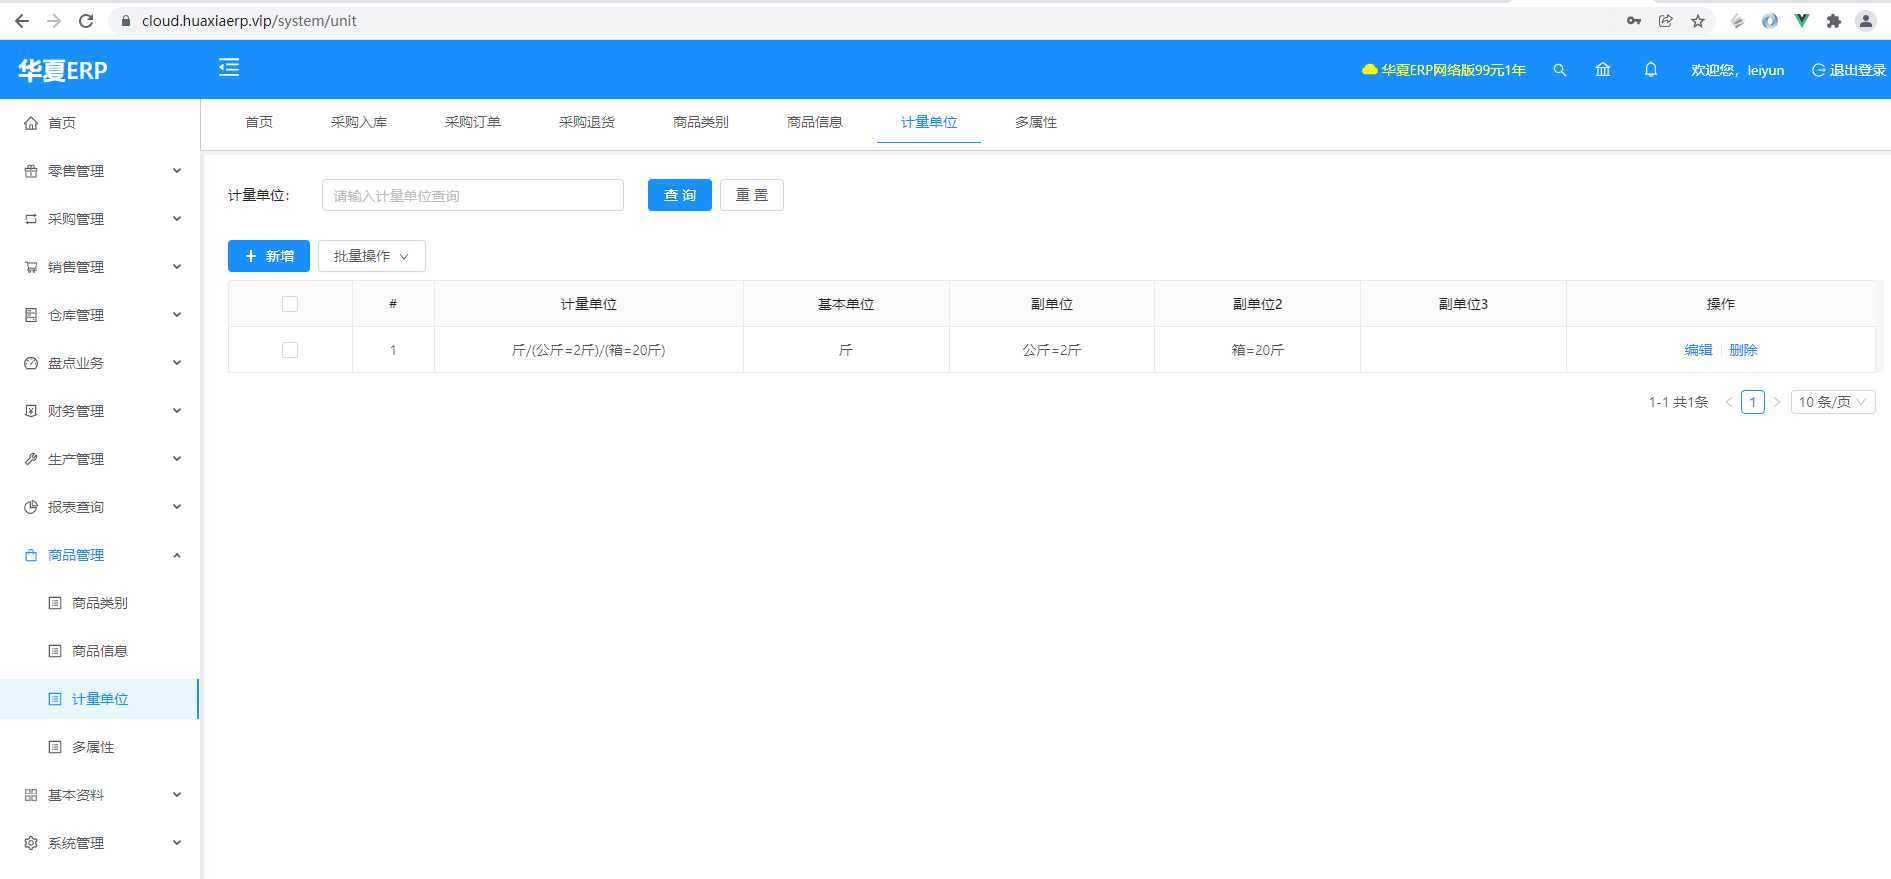 cloud.huaxiaerp.vip/system/unit
华夏ERP
华夏ERP网络版99元1年
欢迎您，leiyun
退出登录
首页
零售管理
采购管理
销售管理
仓库管理
盘点业务
财务管理
生产管理
报表查询
商品管理
商品类别
商品信息
计量单位
多属性
基本资料
系统管理
首页 采购入库 采购订单 采购退货 商品类别 商品信息 计量单位 多属性
计量单位： 请输入计量单位查询 查 询 重 置
新增 批量操作
# 计量单位 基本单位 副单位 副单位2 副单位3 操作
1 斤/(公斤=2斤)/(箱=20斤) 斤 公斤=2斤 箱=20斤 编辑 删除
1-1 共1条 < 1 > 10 条/页